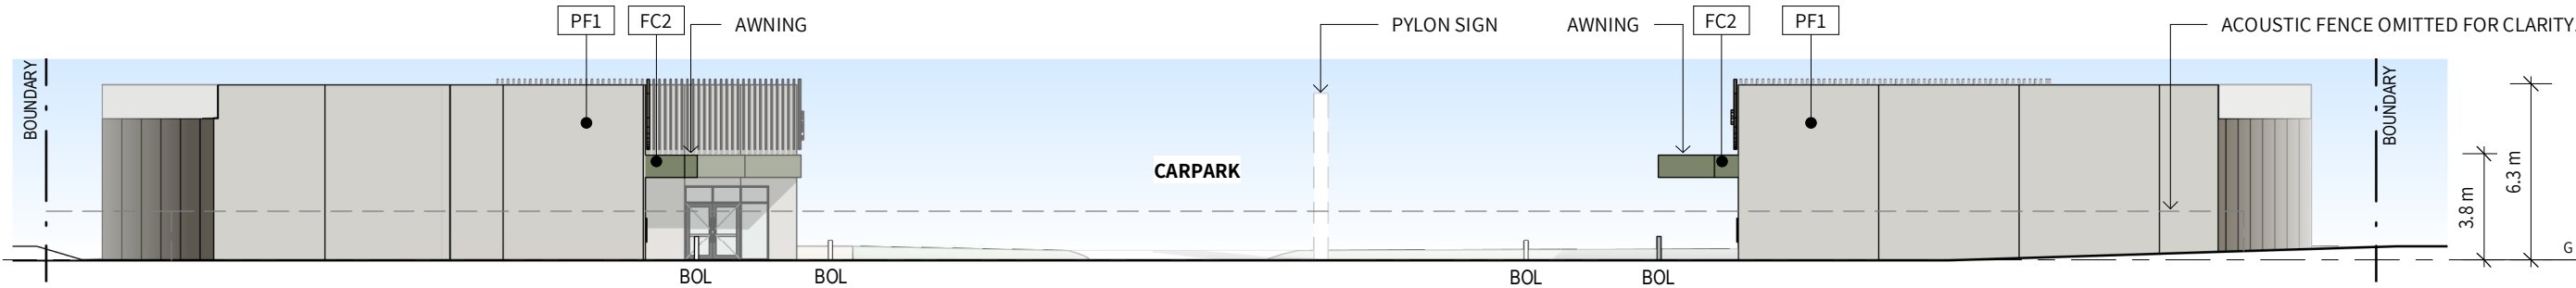 PF1
FC2
AWNING
PYLON SIGN
AWNING
FC2
PF1
ACOUSTIC FENCE OMITTED FOR CLARITY.
BOUNDARY
BOUNDARY
CARPARK
3.8 m
6.3 m
G
BOL
BOL
BOL
BOL